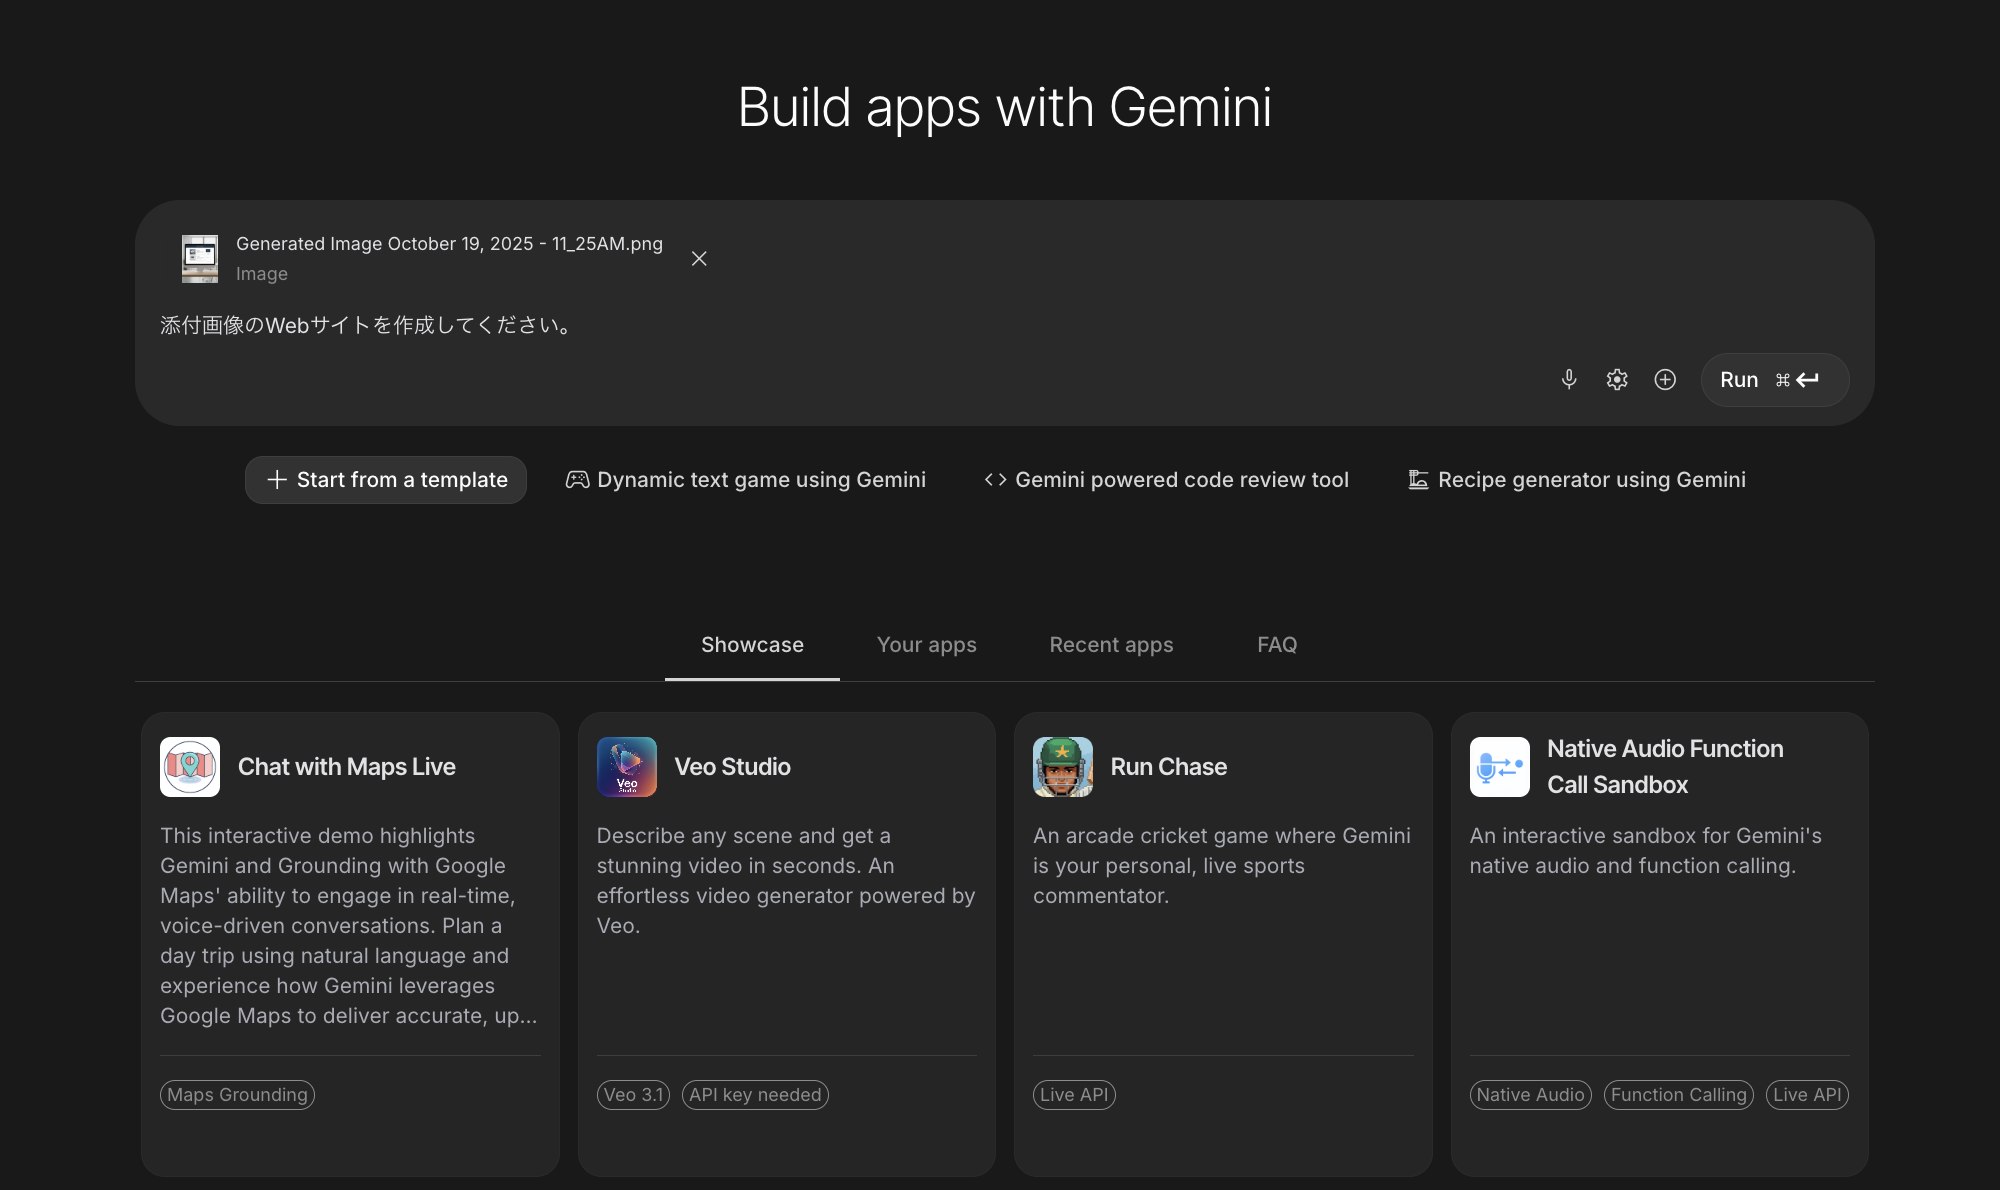 Build apps with Gemini
Generated Image October 19, 2025 - 11_25AM.png
Image
添付画像のWebサイトを作成してください。
Run ⌘
Start from a template
Dynamic text game using Gemini
Gemini powered code review tool
Recipe generator using Gemini
Showcase
Your apps
Recent apps
FAQ
Chat with Maps Live
This interactive demo highlights
Gemini and Grounding with Google
Maps' ability to engage in real-time,
voice-driven conversations. Plan a
day trip using natural language and
experience how Gemini leverages
Google Maps to deliver accurate, up...
Maps Grounding
Veo
Studio
Veo Studio
Describe any scene and get a
stunning video in seconds. An
effortless video generator powered by
Veo.
Veo 3.1
API key needed
Run Chase
An arcade cricket game where Gemini
is your personal, live sports
commentator.
Live API
Native Audio Function
Call Sandbox
An interactive sandbox for Gemini's
native audio and function calling.
Native Audio
Function Calling
Live API